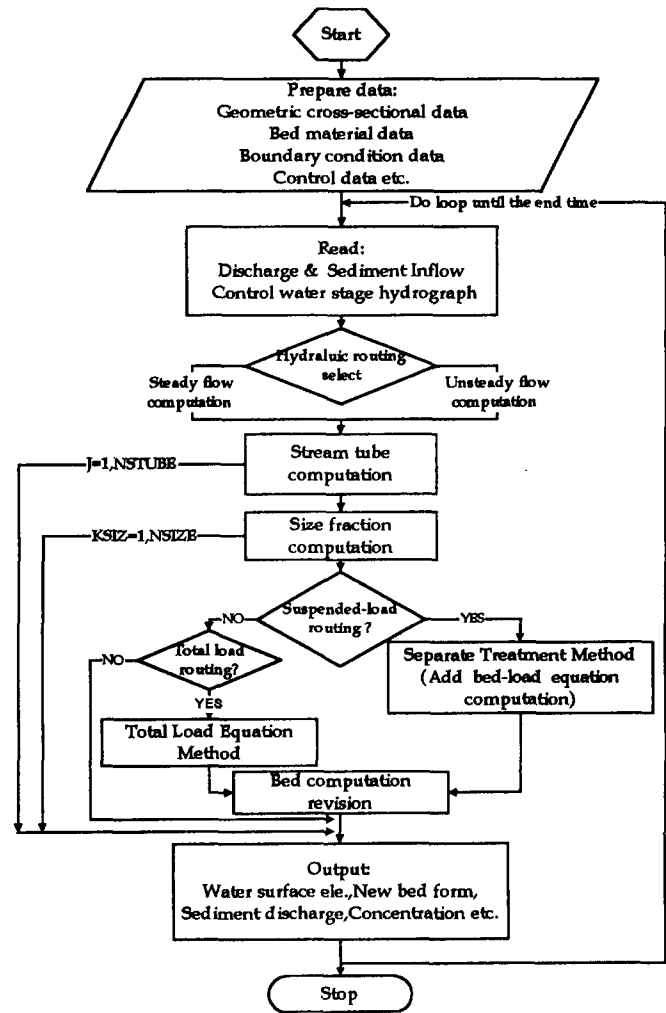 Start
Prepare data:
Geometric cross-sectional data
Bed material data
Boundary condition data
Control data etc.
Do loop until the end time
Read:
Discharge & Sediment Inflow
Control water stage hydrograph
Hydraluic routing
select
Steady flow
computation
Unsteady flow
computation
Stream tube
computation
J=1,NSTUBE
Size fraction
computation
KSIZ=1,NSIZE
Suspended-load
routing ?
NO
YES
Total load
routing?
NO
YES
Separate Treatment Method
(Add bed-load equation
computation)
Total Load Equation
Method
Bed computation
revision
Output:
Water surface ele.,New bed form,
Sediment discharge,Concentration etc.
Stop